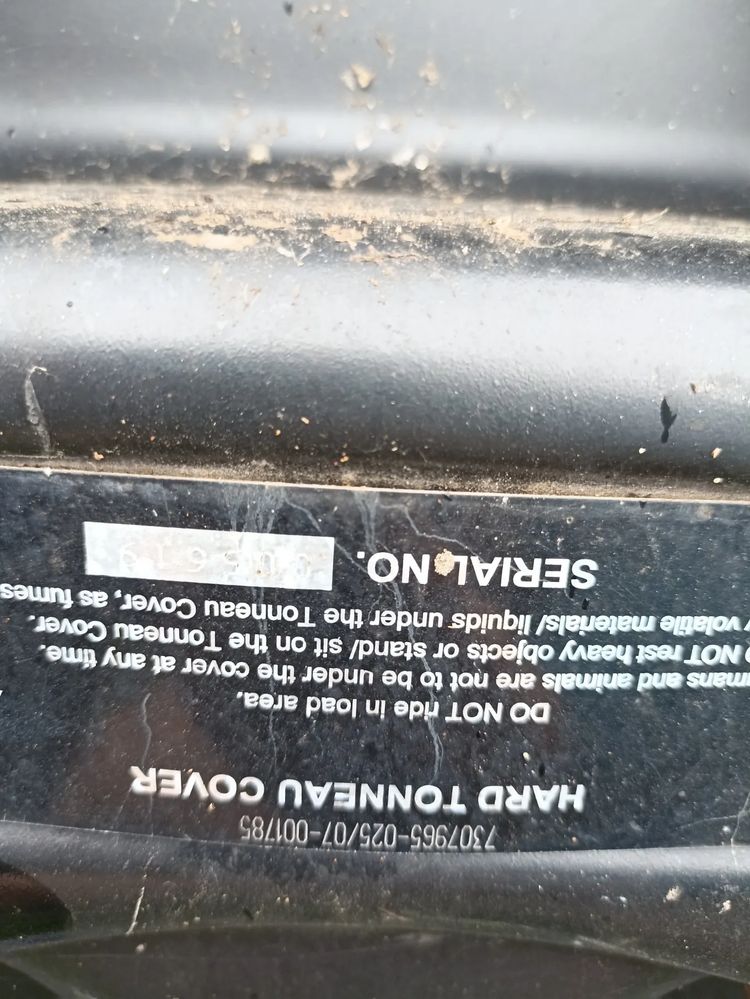 7307965-025/07-001785
HARD TONNEAU COVER
DO NOT ride in load area.
mans and animals are not to be under the cover at any time.
NOT rest heavy objects or stand/ sit on the Tonneau Cover.
volatile materials/ liquids under the Tonneau Cover, as fumes
SERIAL NO.